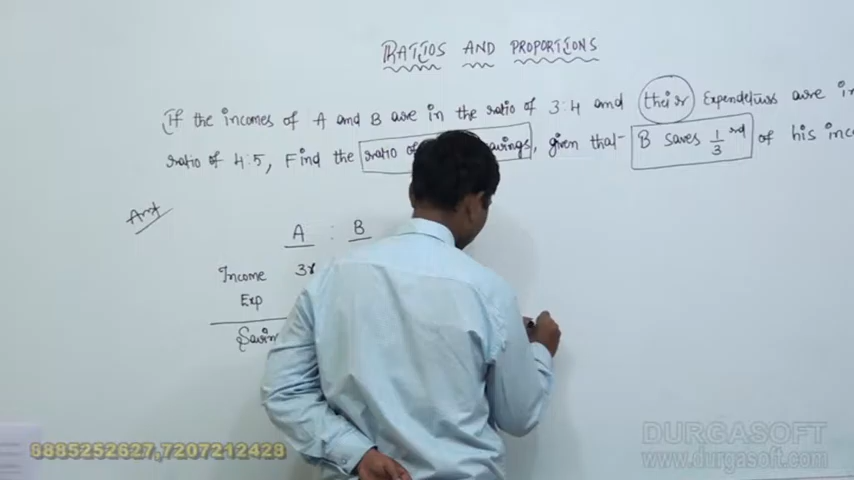 RATIOS AND PROPORTIONS
If the incomes of A and B are in the ratio of 3:4 and their Expenditures are in
ratio of 4:5, Find the ratio of savings, given that B saves 1/3 rd of his
Ans
A : B
Income 3x
Exp
Savin
8885252627,7207212428
DURGASOFT
www.durgasoft.com